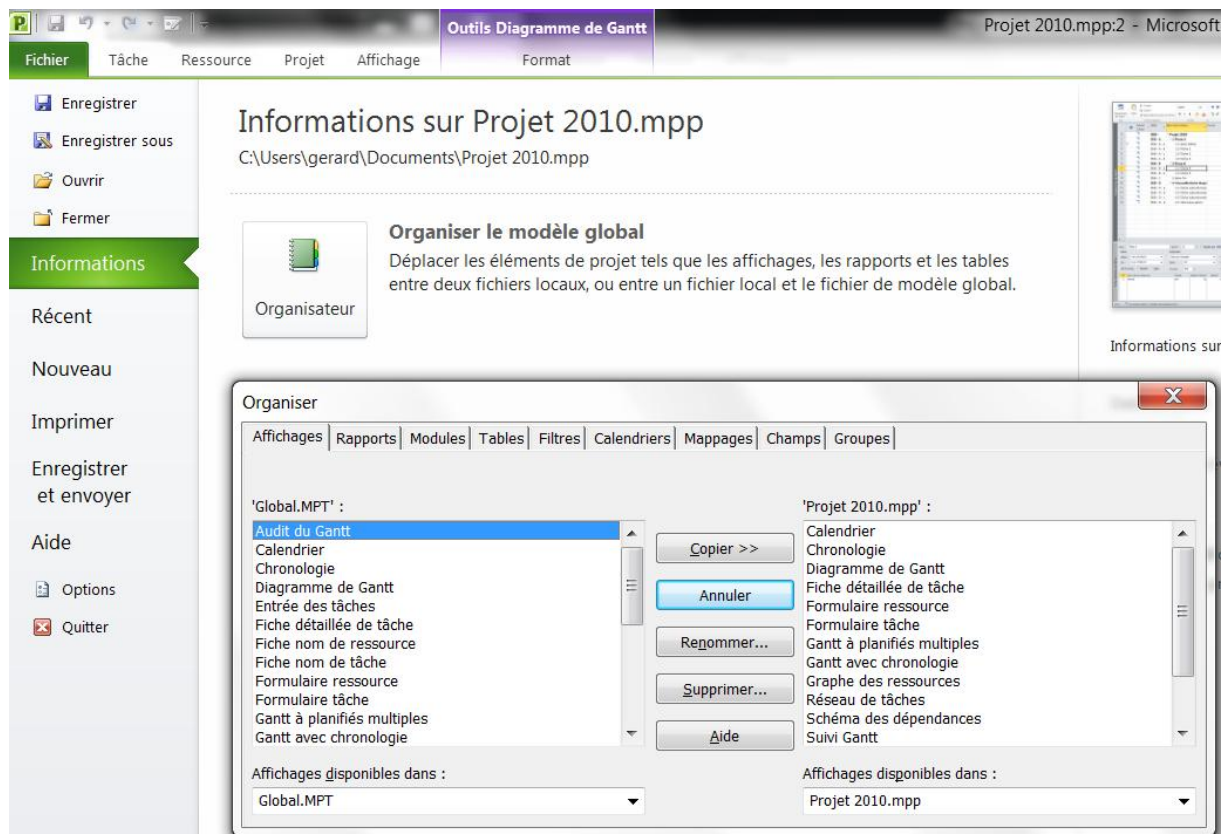 Outils Diagramme de Gantt
Projet 2010.mpp:2 - Microsoft
Fichier Tâche Ressource Projet Affichage Format
Enregistrer
Enregistrer sous
Ouvrir
Fermer
Informations
Récent
Nouveau
Imprimer
Enregistrer
et envoyer
Aide
Options
Quitter
Informations sur Projet 2010.mpp
C:\Users\gerard\Documents\Projet 2010.mpp
Organisateur
Organiser le modèle global
Déplacer les éléments de projet tels que les affichages, les rapports et les tables
entre deux fichiers locaux, ou entre un fichier local et le fichier de modèle global.
Informations sur
Organiser
Affichages Rapports Modules Tables Filtres Calendriers Mappages Champs Groupes
'Global.MPT' :
Audit du Gantt
Calendrier
Chronologie
Diagramme de Gantt
Entrée des tâches
Fiche détaillée de tâche
Fiche nom de ressource
Fiche nom de tâche
Formulaire ressource
Formulaire tâche
Gantt à planifiés multiples
Gantt avec chronologie
Affichages disponibles dans :
Global.MPT
Copier >>
Annuler
Renommer...
Supprimer...
Aide
'Projet 2010.mpp' :
Calendrier
Chronologie
Diagramme de Gantt
Fiche détaillée de tâche
Formulaire ressource
Formulaire tâche
Gantt à planifiés multiples
Gantt avec chronologie
Graphe des ressources
Réseau de tâches
Schéma des dépendances
Suivi Gantt
Affichages disponibles dans :
Projet 2010.mpp